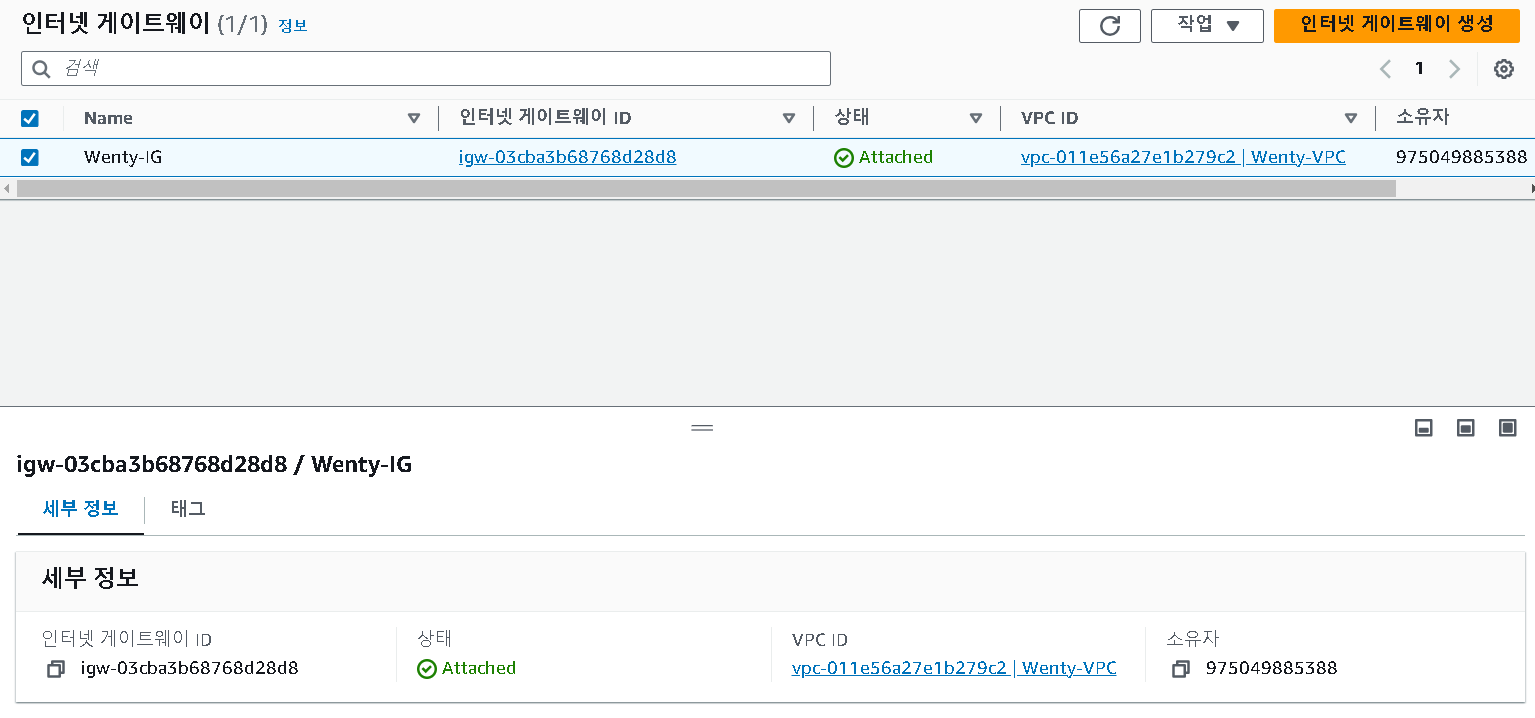 인터넷 게이트웨이 (1/1) 정보
작업
인터넷 게이트웨이 생성
검색
1
Name 인터넷 게이트웨이 ID 상태 VPC ID 소유자
Wenty-IG igw-03cba3b68768d28d8 Attached vpc-011e56a27e1b279c2 | Wenty-VPC 975049885388
igw-03cba3b68768d28d8 / Wenty-IG
세부 정보 태그
세부 정보
인터넷 게이트웨이 ID 상태 VPC ID 소유자
igw-03cba3b68768d28d8 Attached vpc-011e56a27e1b279c2 | Wenty-VPC 975049885388